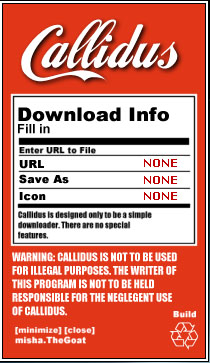 Callidus
Download Info
Fill in
Enter URL to File
URL NONE
Save As NONE
Icon NONE
Callidus is designed only to be a simple
downloader. There are no special
features.
WARNING: CALLIDUS IS NOT TO BE USED
FOR ILLEGAL PURPOSES. THE WRITER OF
THIS PROGRAM IS NOT TO BE HELD
RESPONSIBLE FOR THE NEGLEGENT USE
OF CALLIDUS.
Build
[minimize] [close]
misha.TheGoat